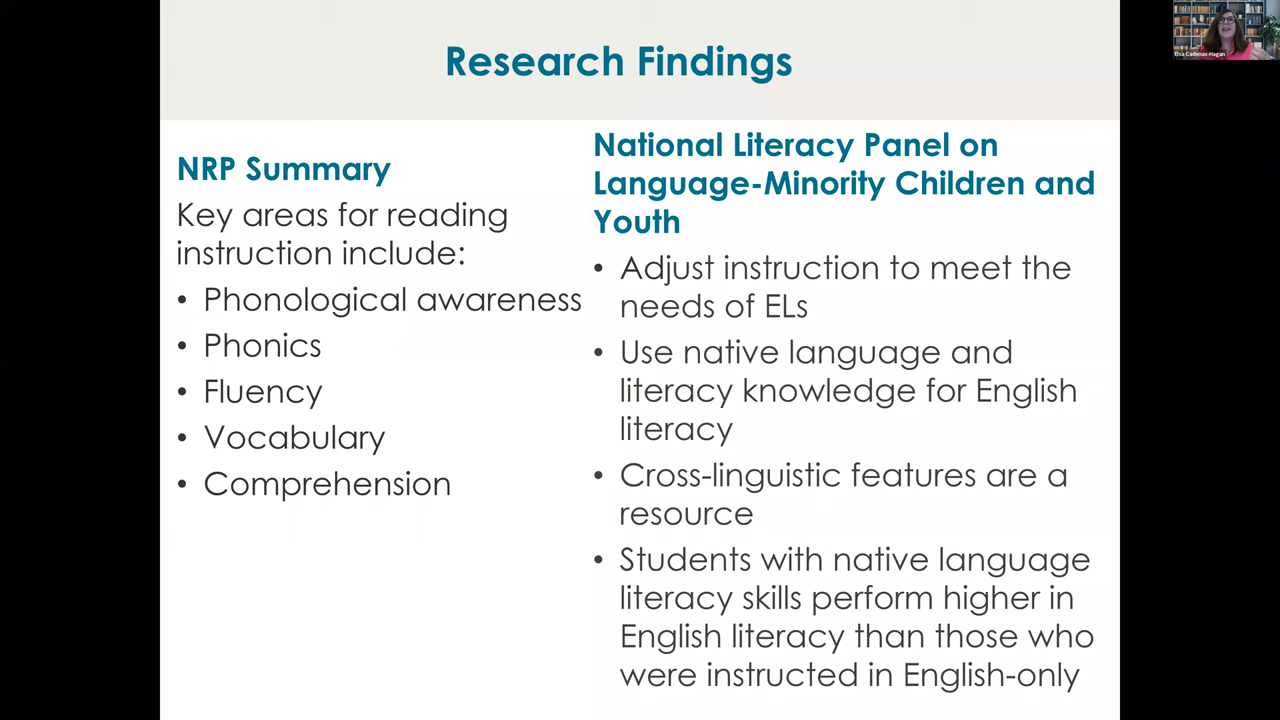 Research Findings
NRP Summary
Key areas for reading
instruction include:
• Phonological awareness
• Phonics
• Fluency
• Vocabulary
• Comprehension
National Literacy Panel on
Language-Minority Children and
Youth
• Adjust instruction to meet the
needs of ELs
• Use native language and
literacy knowledge for English
literacy
• Cross-linguistic features are a
resource
• Students with native language
literacy skills perform higher in
English literacy than those who
were instructed in English-only
Elsa Cadenas-Hagan